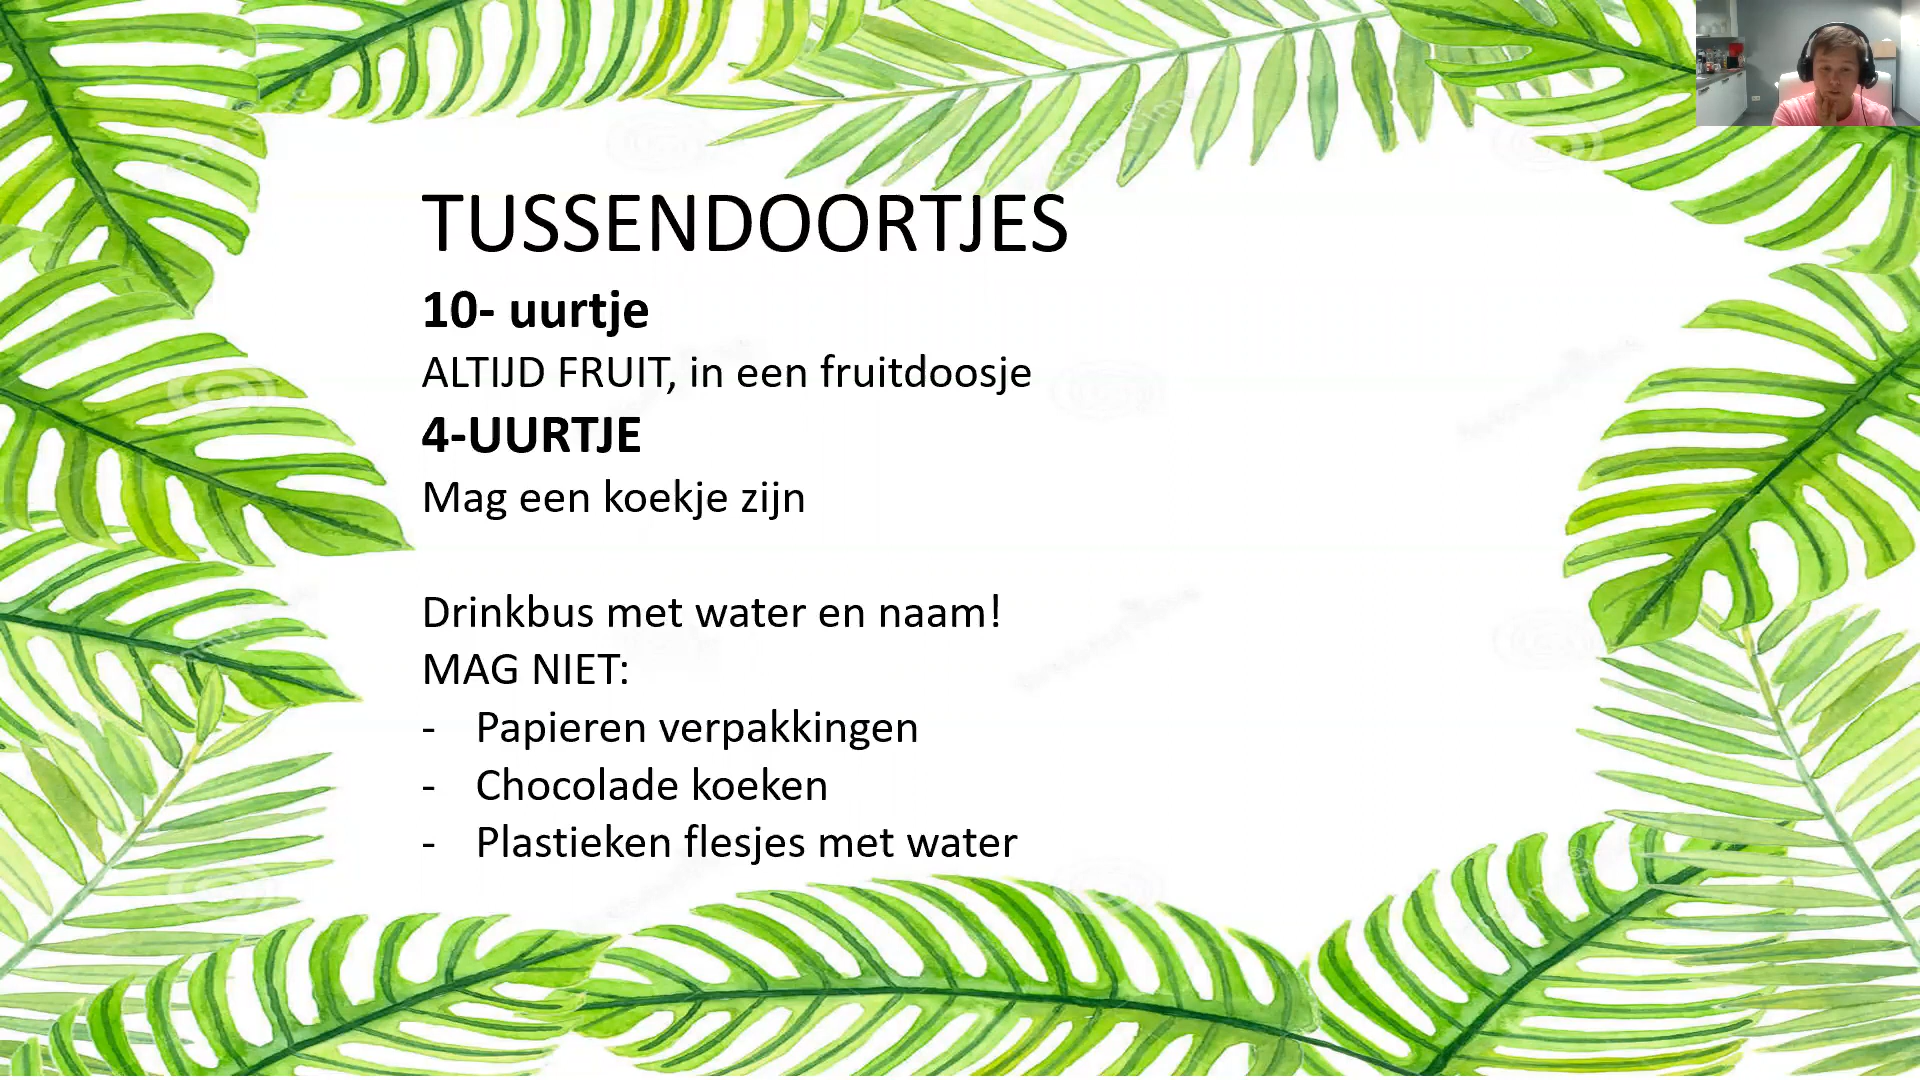 TUSSENDOORTJES
10- uurtje
ALTIJD FRUIT, in een fruitdoosje
4-UURTJE
Mag een koekje zijn
Drinkbus met water en naam!
MAG NIET:
- Papieren verpakkingen
- Chocolade koeken
- Plastieken flesjes met water